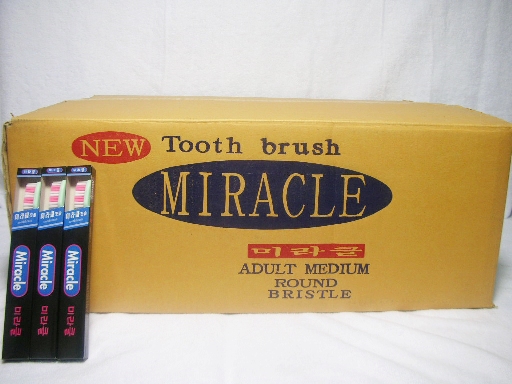 NEW Tooth brush
MIRACLE
미라클
ADULT MEDIUM
ROUND
BRISTLE
Miracle
미라클
Miracle
미라클
Miracle
미라클